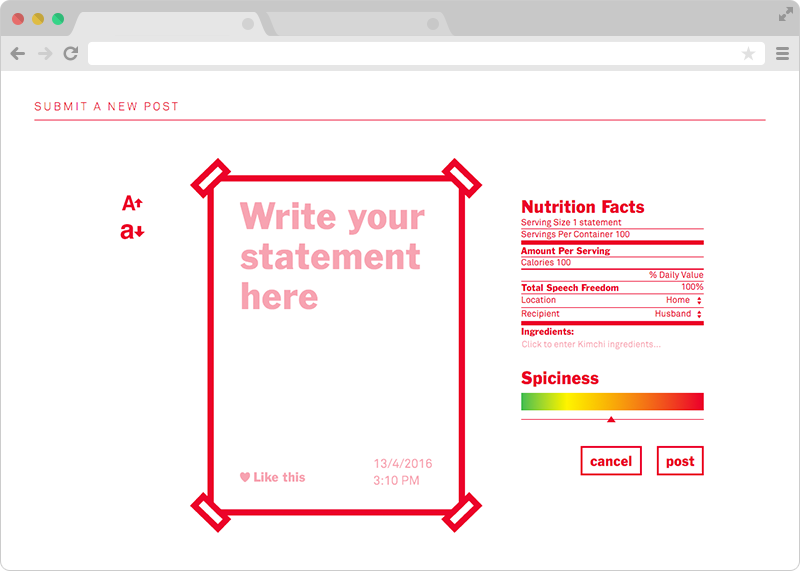 SUBMIT A NEW POST
A
a
Write your
statement
here
Like this
13/4/2016
3:10 PM
Nutrition Facts
Serving Size 1 statement
Servings Per Container 100
Amount Per Serving
Calories 100
% Daily Value
Total Speech Freedom 100%
Location Home
Recipient Husband
Ingredients:
Click to enter Kimchi ingredients...
Spiciness
cancel post